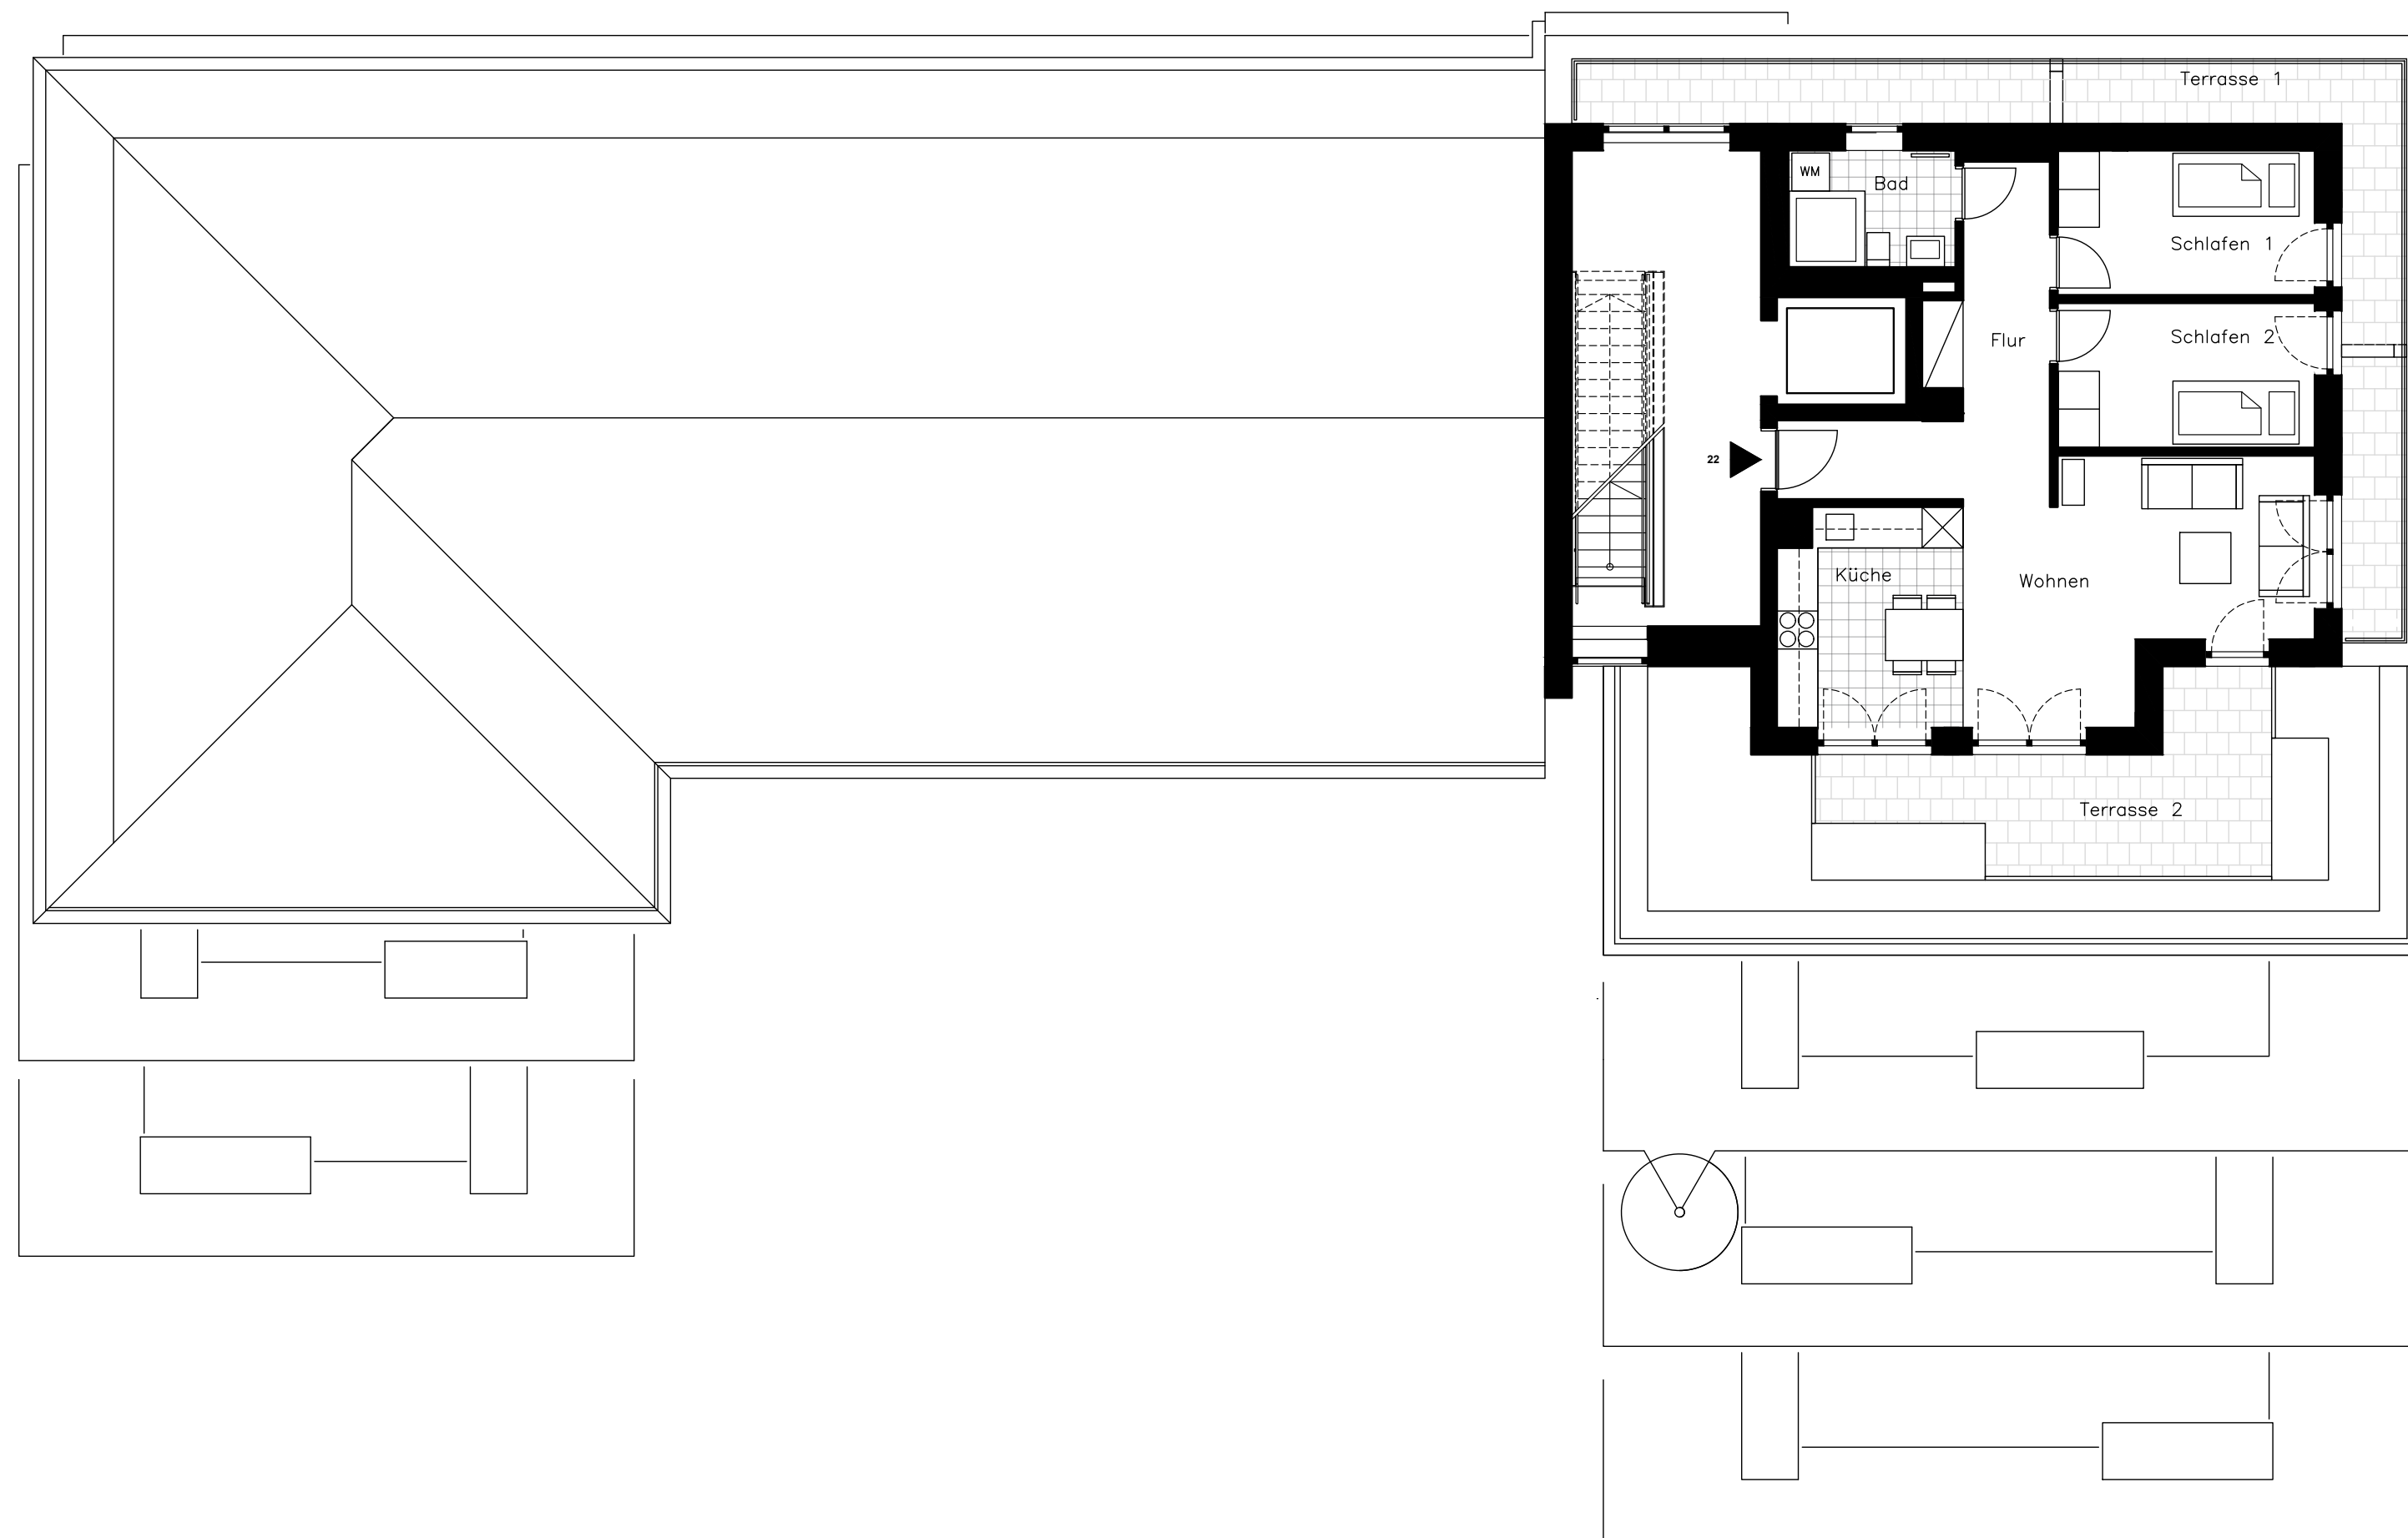 Terrasse 1
WM
Bad
Schlafen 1
Flur
Schlafen 2
22
Küche
Wohnen
Terrasse 2